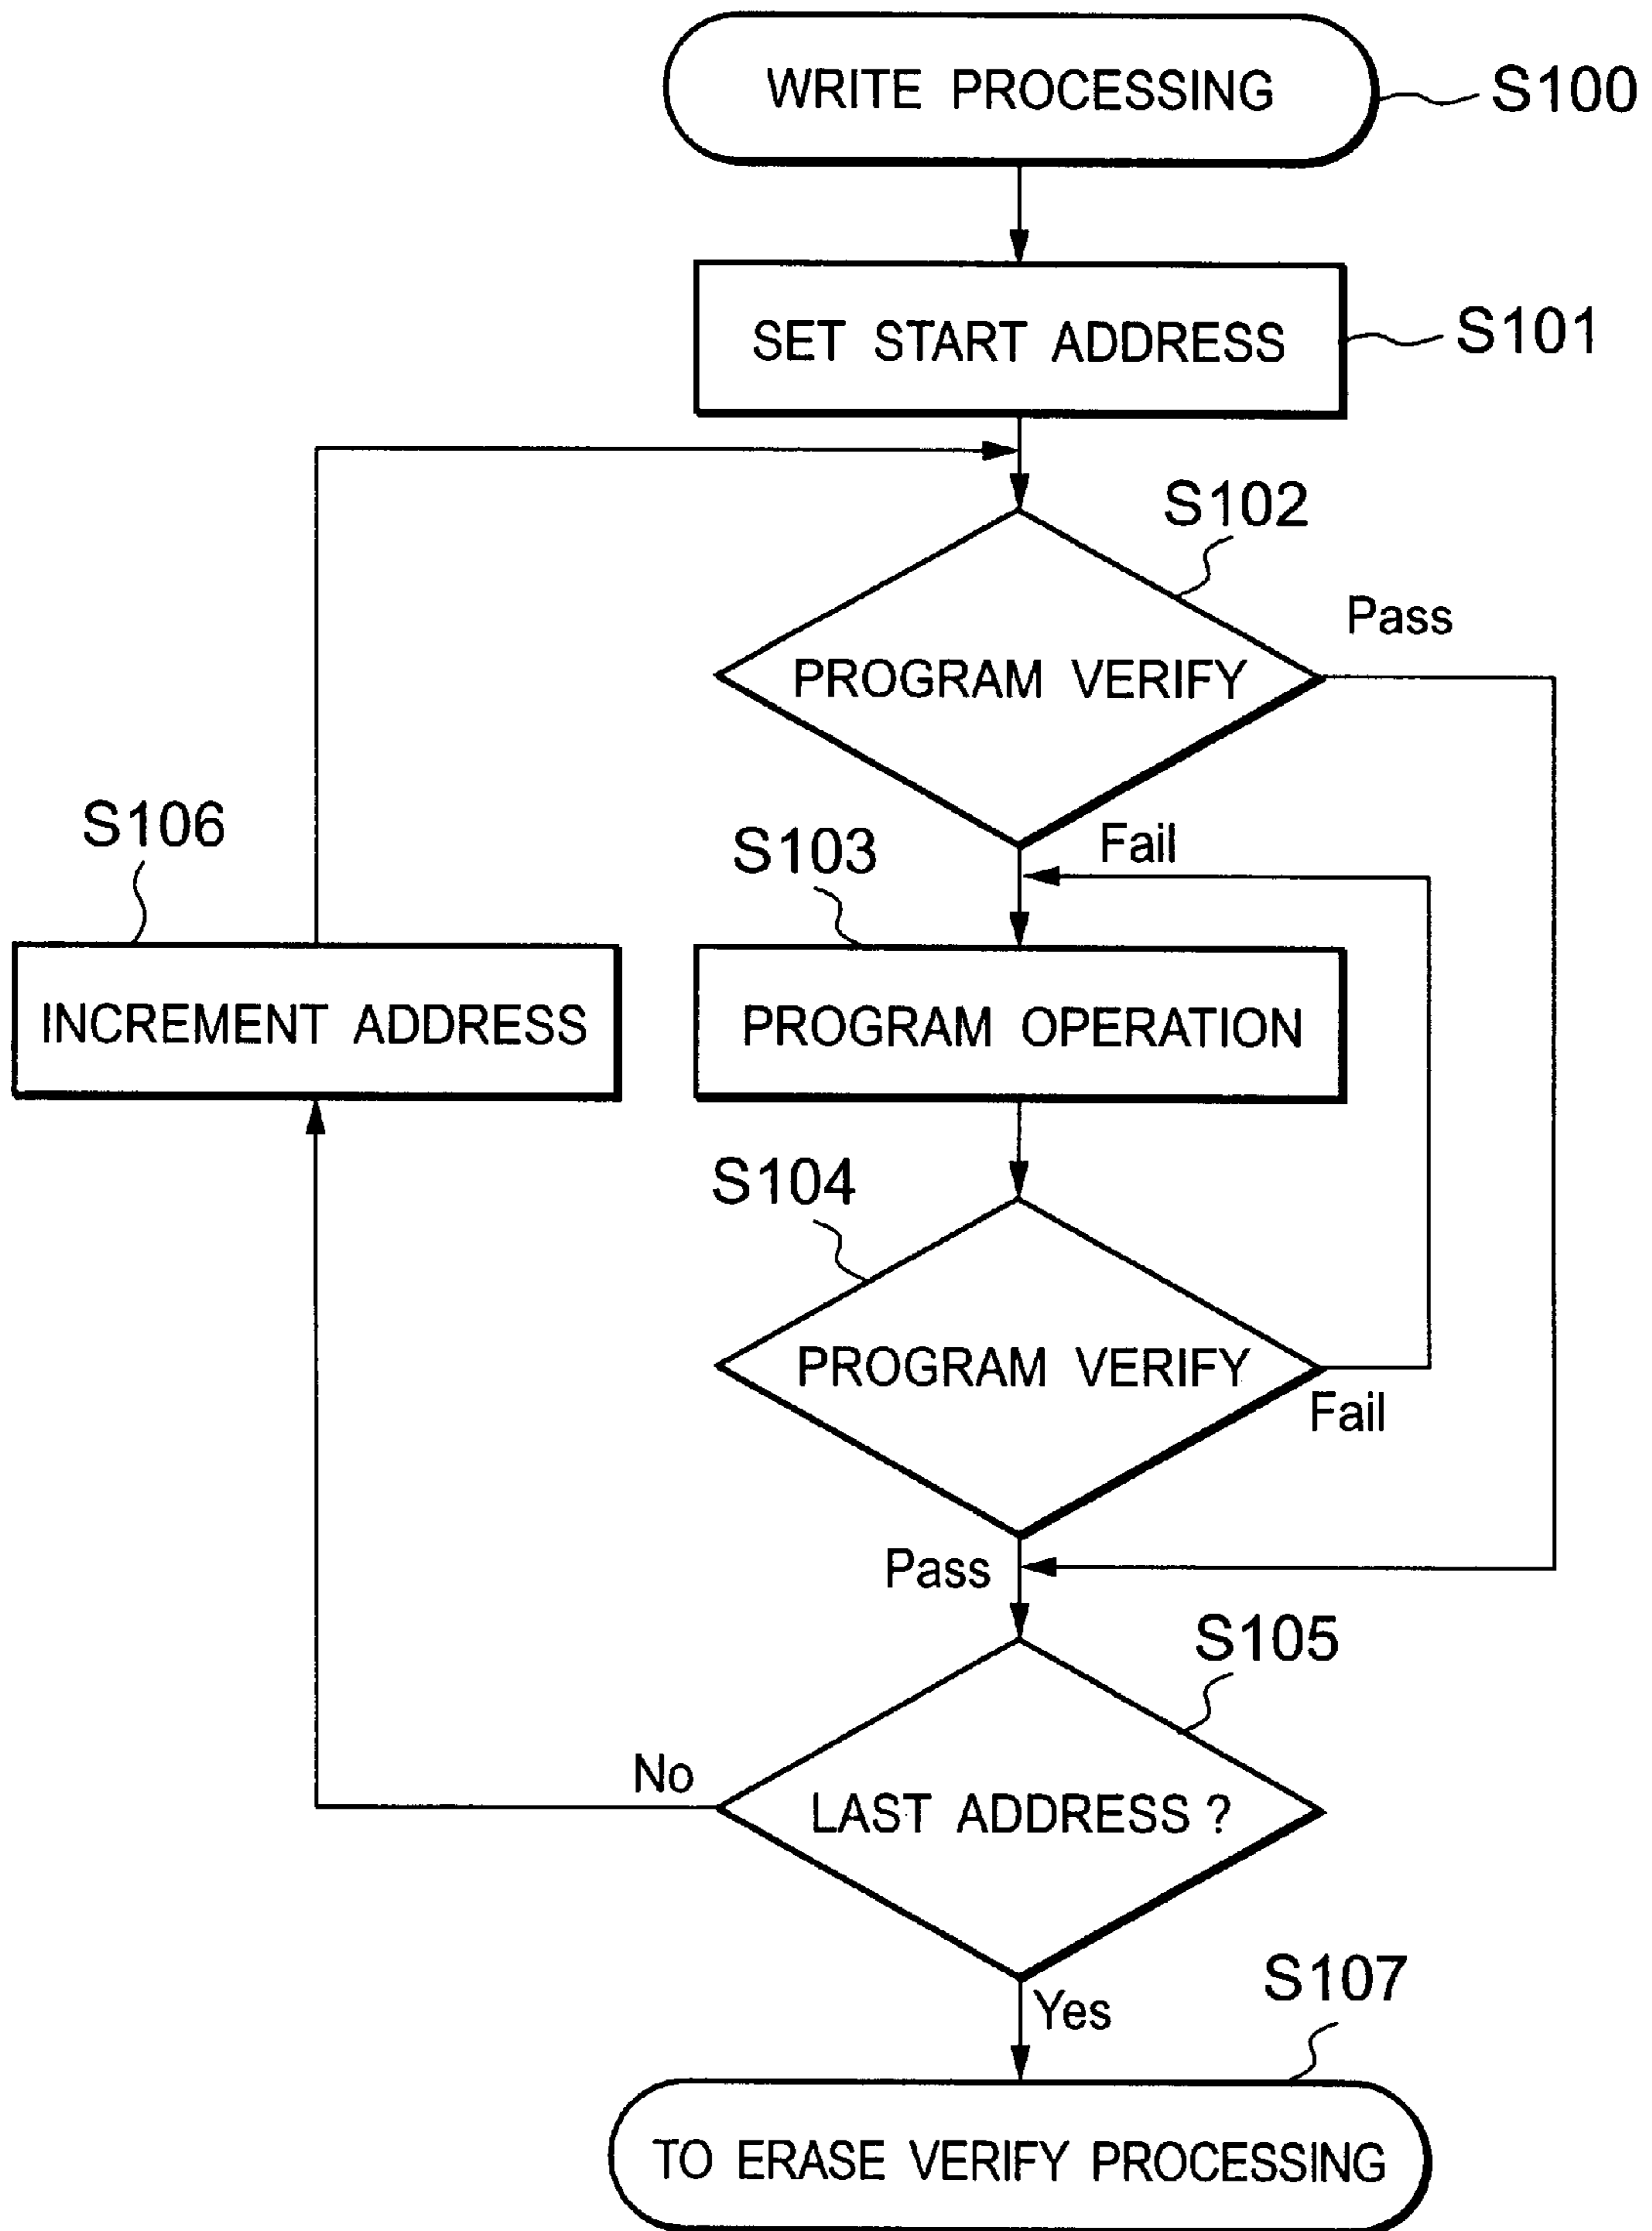 WRITE PROCESSING
S100
SET START ADDRESS
S101
S102
Pass
PROGRAM VERIFY
S106
S103
Fail
INCREMENT ADDRESS
PROGRAM OPERATION
S104
PROGRAM VERIFY
Fail
Pass
S105
No
LAST ADDRESS ?
S107
Yes
TO ERASE VERIFY PROCESSING